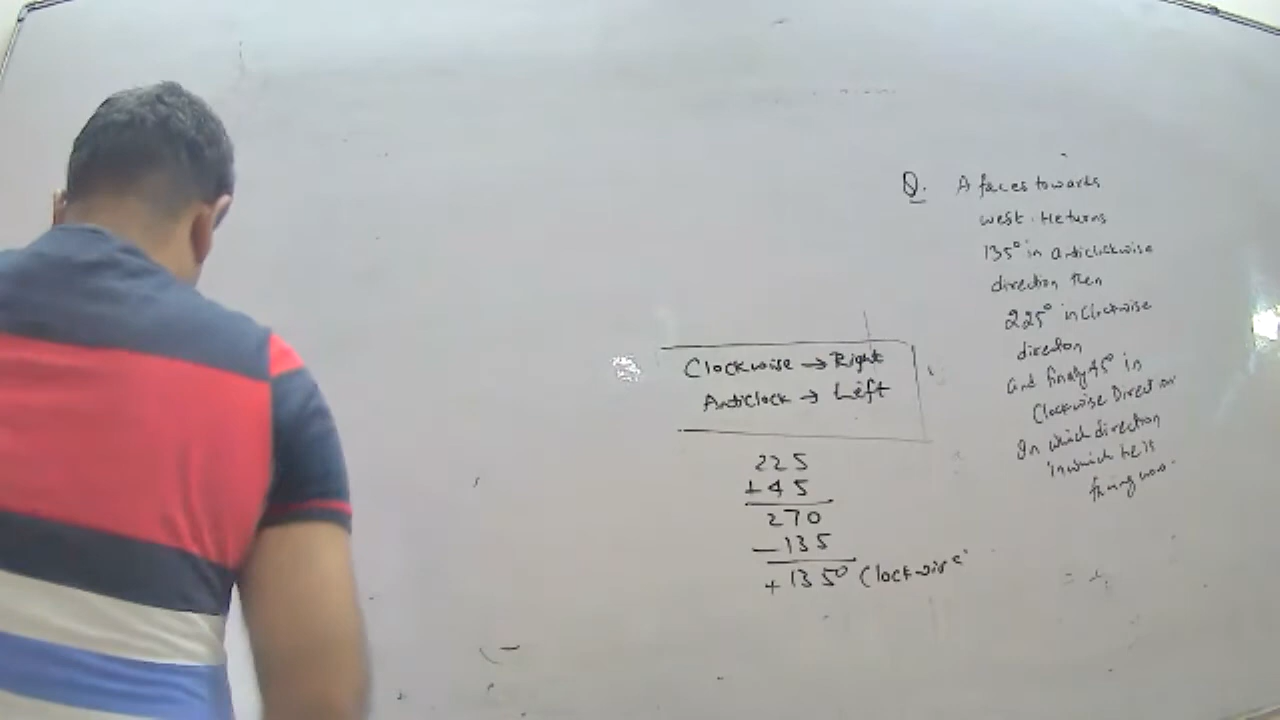 Q. A faces towards
west. He turns
135° in anticlockwise
direction then
225° in Clockwise
direction
and finally 45° in
Clockwise Direction
In which direction
in which he is
facing now.
Clockwise → Right
Anticlock → Left
225
+45
270
-135
+135° Clockwise